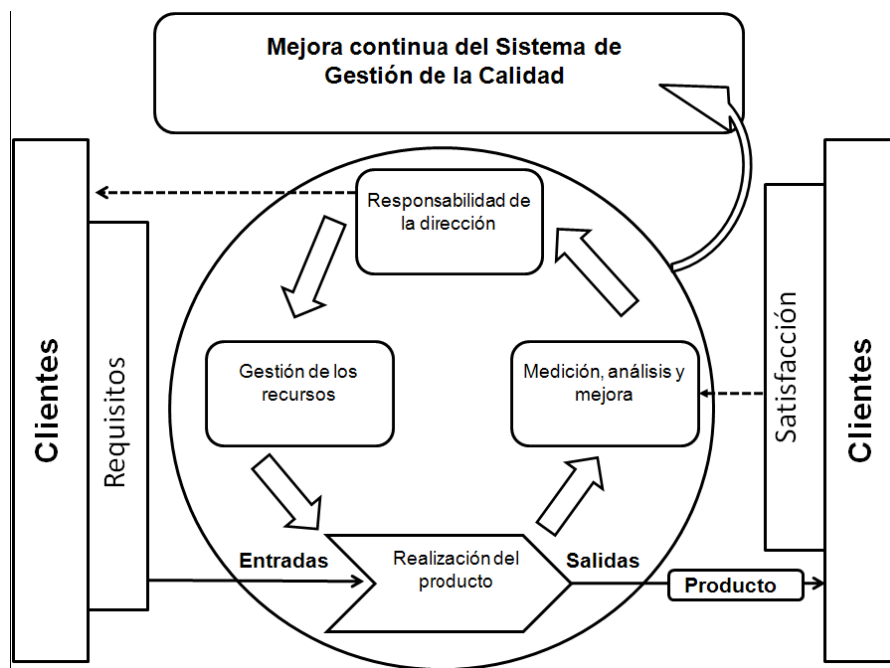 Mejora continua del Sistema de
Gestión de la Calidad
Clientes
Requisitos
Responsabilidad de
la dirección
Gestión de los
recursos
Medición, análisis y
mejora
Entradas
Realización del
producto
Salidas
Producto
Satisfacción
Clientes